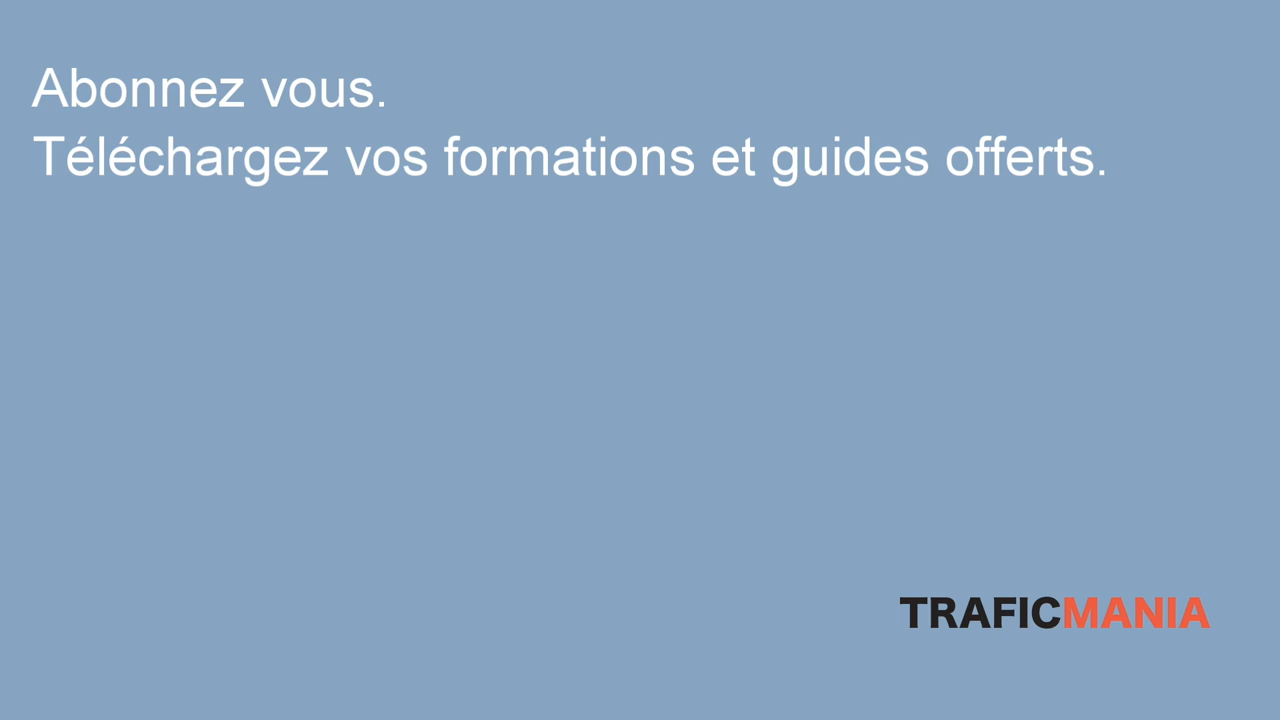 Abonnez vous.
Téléchargez vos formations et guides offerts.
TRAFICMANIA